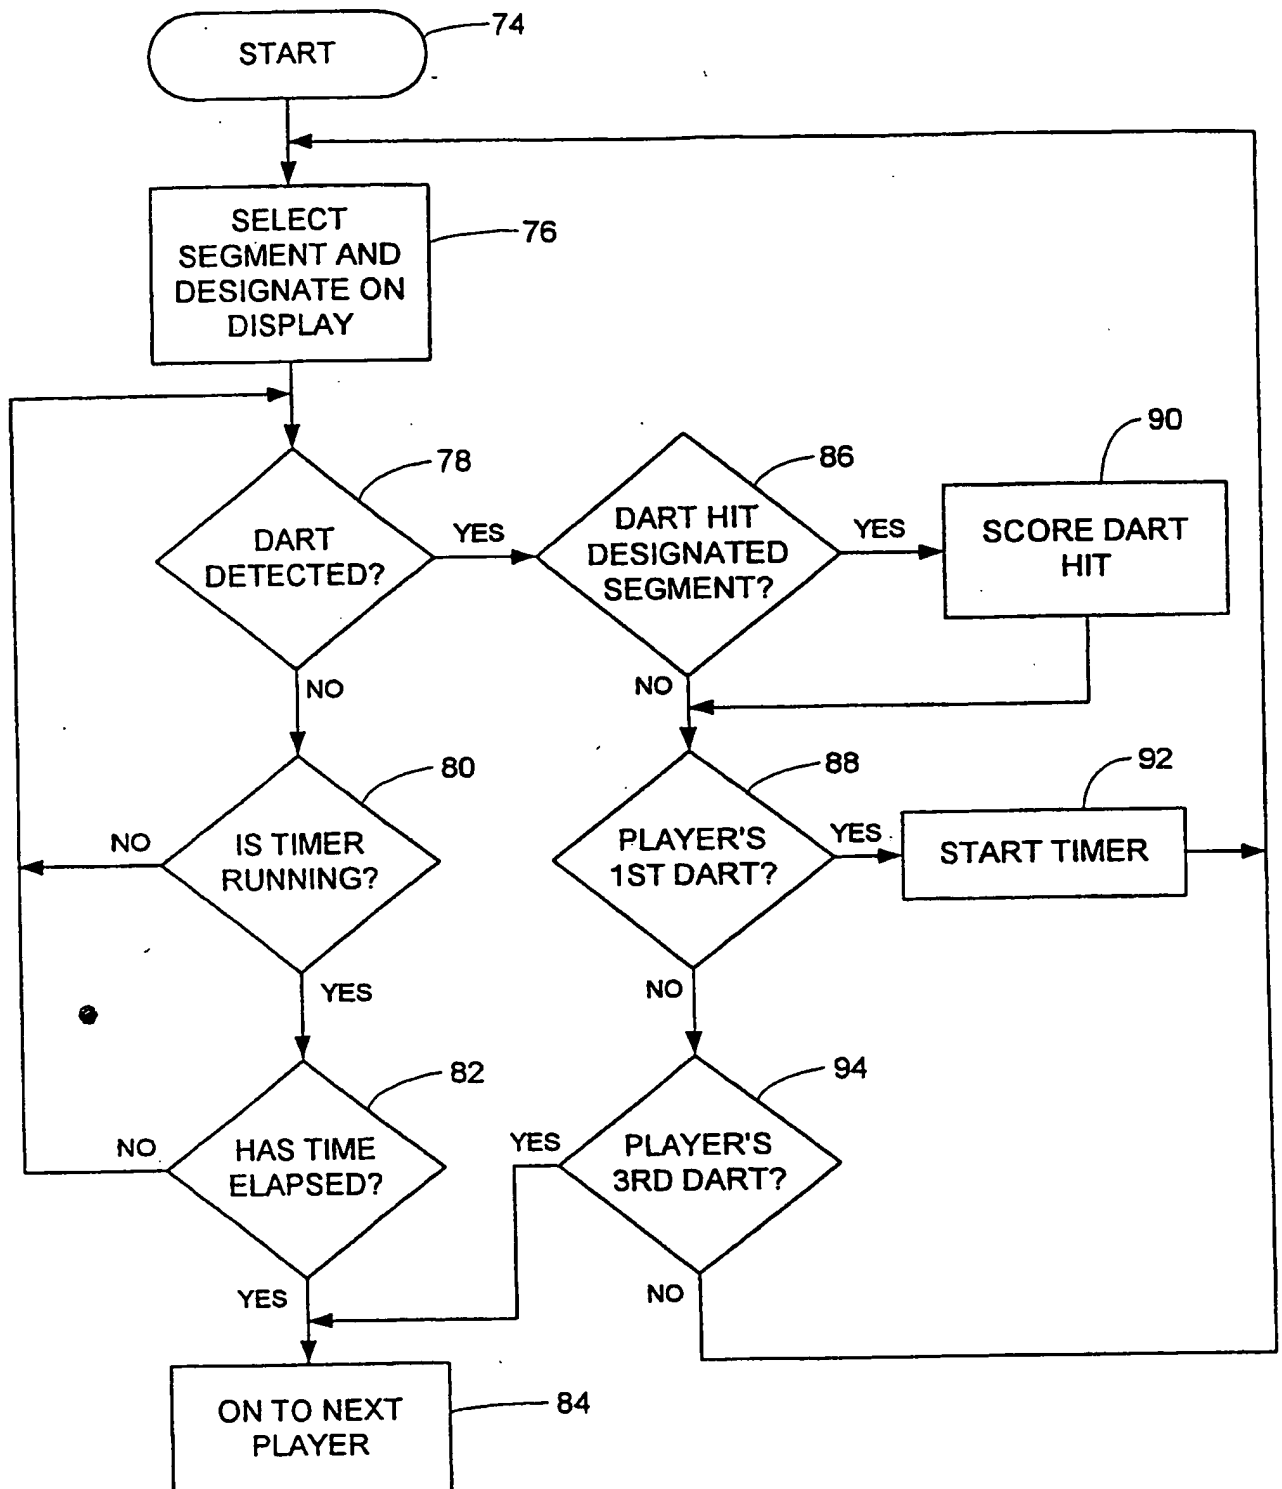 START
74
SELECT
SEGMENT AND
DESIGNATE ON
DISPLAY
76
DART
DETECTED?
78
YES
NO
DART HIT
DESIGNATED
SEGMENT?
86
YES
NO
SCORE DART
HIT
90
IS TIMER
RUNNING?
80
NO
YES
PLAYER'S
1ST DART?
88
YES
NO
START TIMER
92
HAS TIME
ELAPSED?
82
NO
YES
PLAYER'S
3RD DART?
94
YES
NO
ON TO NEXT
PLAYER
84